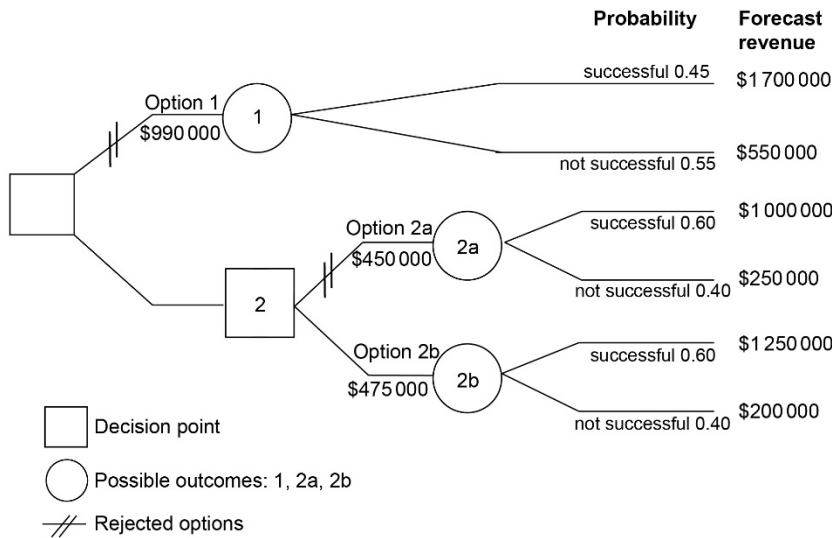 Probability
Forecast
revenue
successful 0.45
$1 700 000
Option 1
$990 000
1
not successful 0.55
$550 000
Option 2a
$450 000
2a
successful 0.60
$1 000 000
not successful 0.40
$250 000
2
Option 2b
$475 000
2b
successful 0.60
$1 250 000
not successful 0.40
$200 000
Decision point
Possible outcomes: 1, 2a, 2b
Rejected options